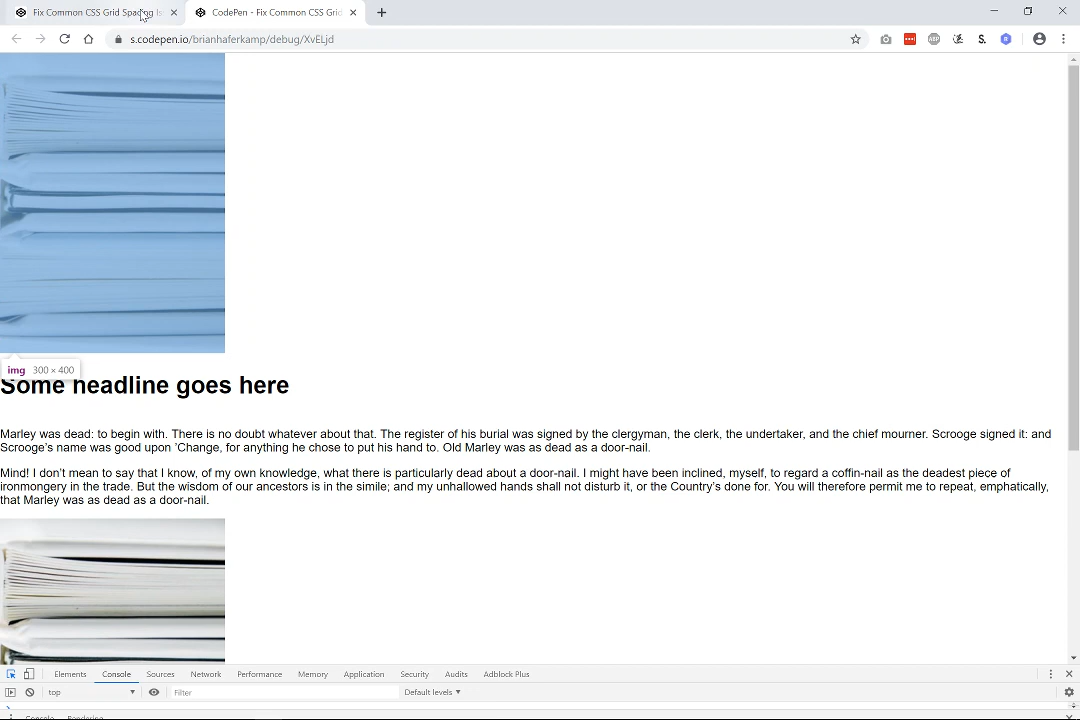 Fix Common CSS Grid Spacing Is
CodePen - Fix Common CSS Grid
s.codepen.io/brianhaferkamp/debug/XvELjd
ABP
S.
R
img 300 × 400
Some headline goes here
Marley was dead: to begin with. There is no doubt whatever about that. The register of his burial was signed by the clergyman, the clerk, the undertaker, and the chief mourner. Scrooge signed it: and
Scrooge's name was good upon 'Change, for anything he chose to put his hand to. Old Marley was as dead as a door-nail.
Mind! I don't mean to say that I know, of my own knowledge, what there is particularly dead about a door-nail. I might have been inclined, myself, to regard a coffin-nail as the deadest piece of
ironmongery in the trade. But the wisdom of our ancestors is in the simile; and my unhallowed hands shall not disturb it, or the Country's done for. You will therefore permit me to repeat, emphatically,
that Marley was as dead as a door-nail.
Elements Console Sources Network Performance Memory Application Security Audits Adblock Plus
top Filter Default levels
Console Rendering